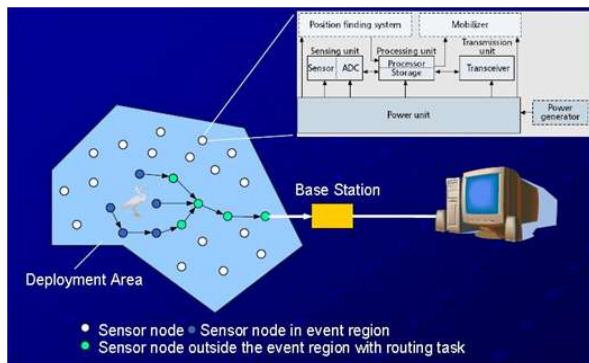 Position finding system
Mobilizer
Sensing unit
Processing unit
Transmission
unit
Sensor
ADC
Processor
Storage
Transceiver
Power unit
Power
generator
Base Station
Deployment Area
Sensor node
Sensor node in event region
Sensor node outside the event region with routing task